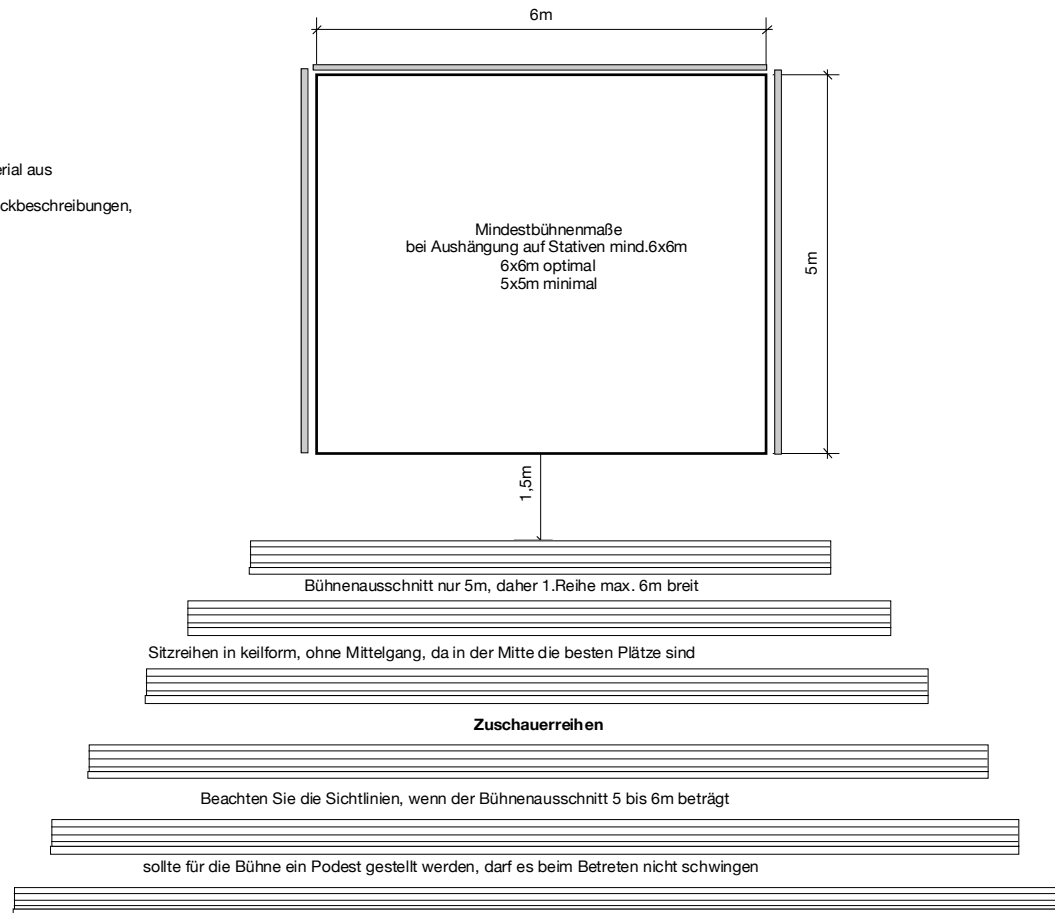 6m
erial aus
ckbeschreibungen,
Mindestbühnenmaße
bei Aushängung auf Stativen mind.6x6m
6x6m optimal
5x5m minimal
5m
1,5m
Bühnenausschnitt nur 5m, daher 1.Reihe max. 6m breit
Sitzreihen in keilform, ohne Mittelgang, da in der Mitte die besten Plätze sind
Zuschauerreihen
Beachten Sie die Sichtlinien, wenn der Bühnenausschnitt 5 bis 6m beträgt
sollte für die Bühne ein Podest gestellt werden, darf es beim Betreten nicht schwingen